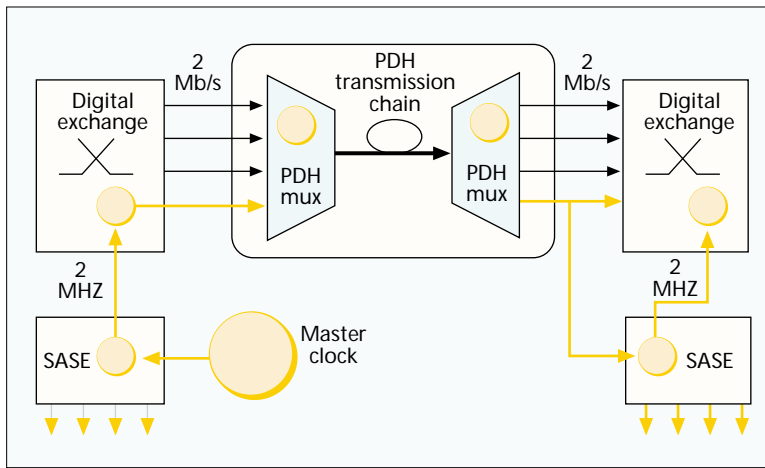 2
Mb/s
PDH
transmission
chain
2
Mb/s
Digital
exchange
PDH
mux
PDH
mux
Digital
exchange
2
MHZ
2
MHZ
SASE
Master
clock
SASE